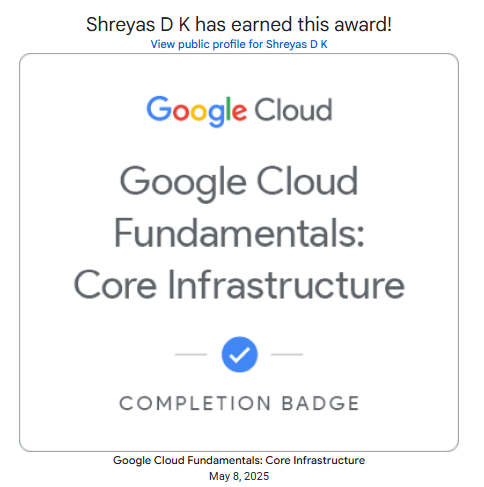 Shreyas D K has earned this award!
View public profile for Shreyas D K
Google Cloud
Google Cloud
Fundamentals:
Core Infrastructure
COMPLETION BADGE
Google Cloud Fundamentals: Core Infrastructure
May 8, 2025